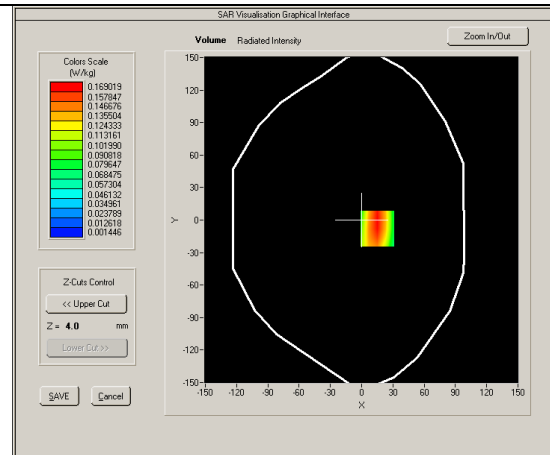 SAR Visualisation Graphical Interface
Volume Radiated Intensity
Zoom In/Out
Colors Scale
(W/kg)
0.169019
0.157847
0.146676
0.135504
0.124333
0.113161
0.101990
0.090818
0.079647
0.068475
0.057304
0.046132
0.034961
0.023789
0.012618
0.001446
Z-Cuts Control
<< Upper Cut
Z = 4.0 mm
Lower Cut >>
SAVE Cancel
150
120
90
60
30
0
-30
-60
-90
-120
-150
Y
-150 -120 -90 -60 -30 0 30 60 90 120 150
X